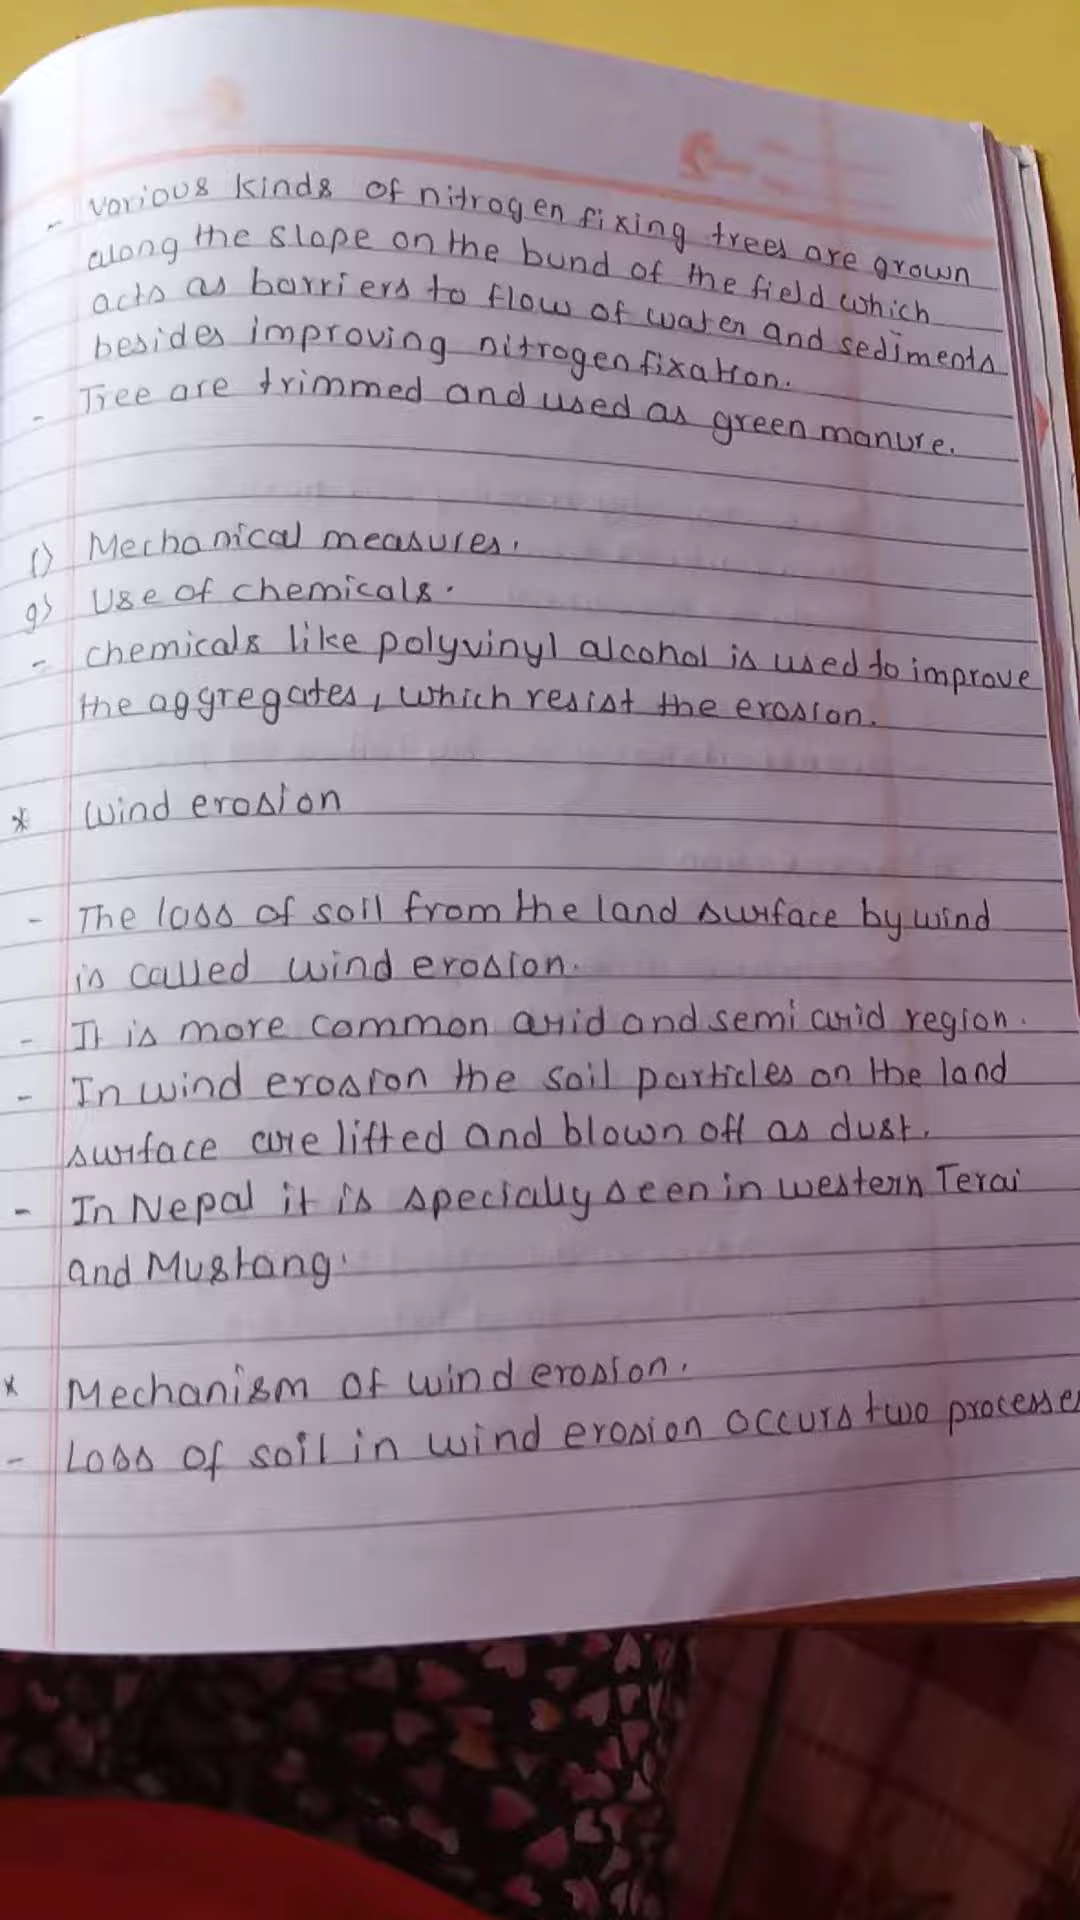 - Various kinds of nitrogen fixing trees are grown
along the slope on the bund of the field which
acts as barriers to flow of water and sediments
besides improving nitrogen fixation.
- Tree are trimmed and used as green manure.
f) Mechanical measures.
g) Use of chemicals.
- chemicals like polyvinyl alcohol is used to improve
the aggregates, which resist the erosion.
* Wind erosion
- The loss of soil from the land surface by wind
is called wind erosion.
- It is more common arid and semi arid region.
- In wind erosion the soil particles on the land
surface are lifted and blown off as dust.
- In Nepal it is specially seen in western Terai
and Mustang.
* Mechanism of wind erosion.
- Loss of soil in wind erosion occurs two processes